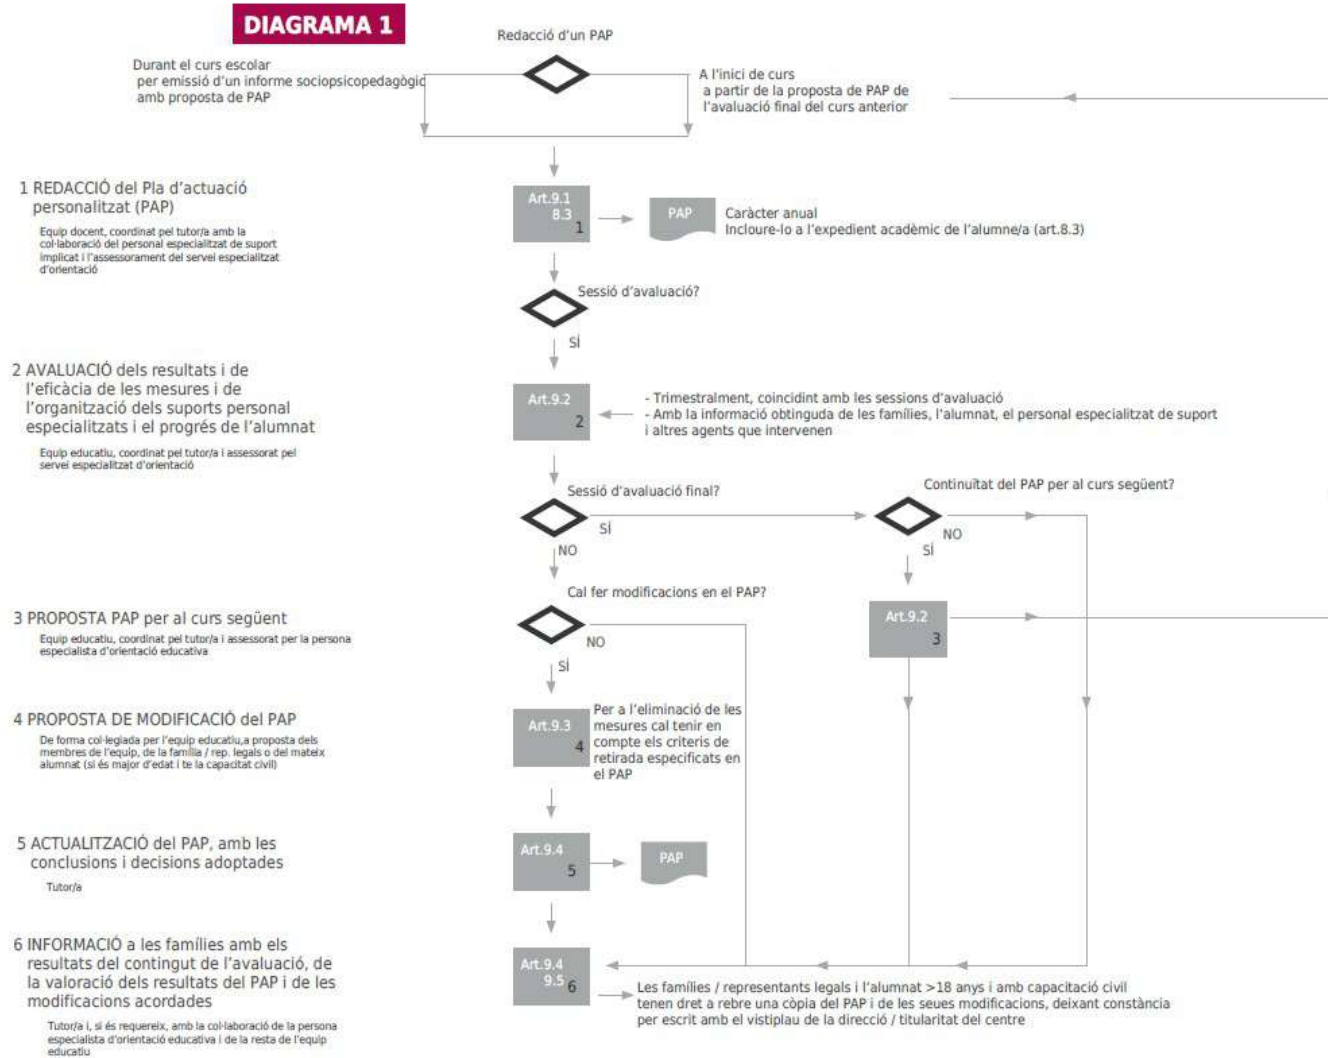 DIAGRAMA 1
Redacció d'un PAP
Durant el curs escolar
per emissió d'un informe sociopsicopedagògic
amb proposta de PAP
A l'inici de curs
a partir de la proposta de PAP de
l'avaluació final del curs anterior
1 REDACCIÓ del Pla d'actuació
personalitzat (PAP)
Equip docent, coordinat pel tutor/a amb la
col·laboració del personal especialitzat de suport
implicat i l'assessorament del servei especialitzat
d'orientació
Art.9.1
8.3
1
PAP
Caràcter anual
Incloure-lo a l'expedient acadèmic de l'alumne/a (art.8.3)
Sessió d'avaluació?
SÍ
2 AVALUACIÓ dels resultats i de
l'eficàcia de les mesures i de
l'organització dels suports personal
especialitzats i el progrés de l'alumnat
Equip educatiu, coordinat pel tutor/a i assessorat pel
servei especialitzat d'orientació
Art.9.2
2
- Trimestralment, coincidint amb les sessions d'avaluació
- Amb la informació obtinguda de les famílies, l'alumnat, el personal especialitzat de suport
i altres agents que intervenen
Sessió d'avaluació final?
SÍ
NO
Continuïtat del PAP per al curs següent?
NO
SÍ
Cal fer modificacions en el PAP?
NO
SÍ
3 PROPOSTA PAP per al curs següent
Equip educatiu, coordinat pel tutor/a i assessorat per la persona
especialista d'orientació educativa
Art.9.2
3
4 PROPOSTA DE MODIFICACIÓ del PAP
De forma col·legiada per l'equip educatiu,a proposta dels
membres de l'equip, de la família / rep. legals o del mateix
alumnat (si és major d'edat i te la capacitat civil)
Art.9.3
4
Per a l'eliminació de les
mesures cal tenir en
compte els criteris de
retirada especificats en
el PAP
5 ACTUALITZACIÓ del PAP, amb les
conclusions i decisions adoptades
Tutor/a
Art.9.4
5
PAP
6 INFORMACIÓ a les famílies amb els
resultats del contingut de l'avaluació, de
la valoració dels resultats del PAP i de les
modificacions acordades
Tutor/a i, si és requereix, amb la col·laboració de la persona
especialista d'orientació educativa i de la resta de l'equip
educatiu
Art.9.4
9.5
6
Les famílies / representants legals i l'alumnat >18 anys i amb capacitació civil
tenen dret a rebre una còpia del PAP i de les seues modificacions, deixant constància
per escrit amb el vistiplau de la direcció / titularitat del centre